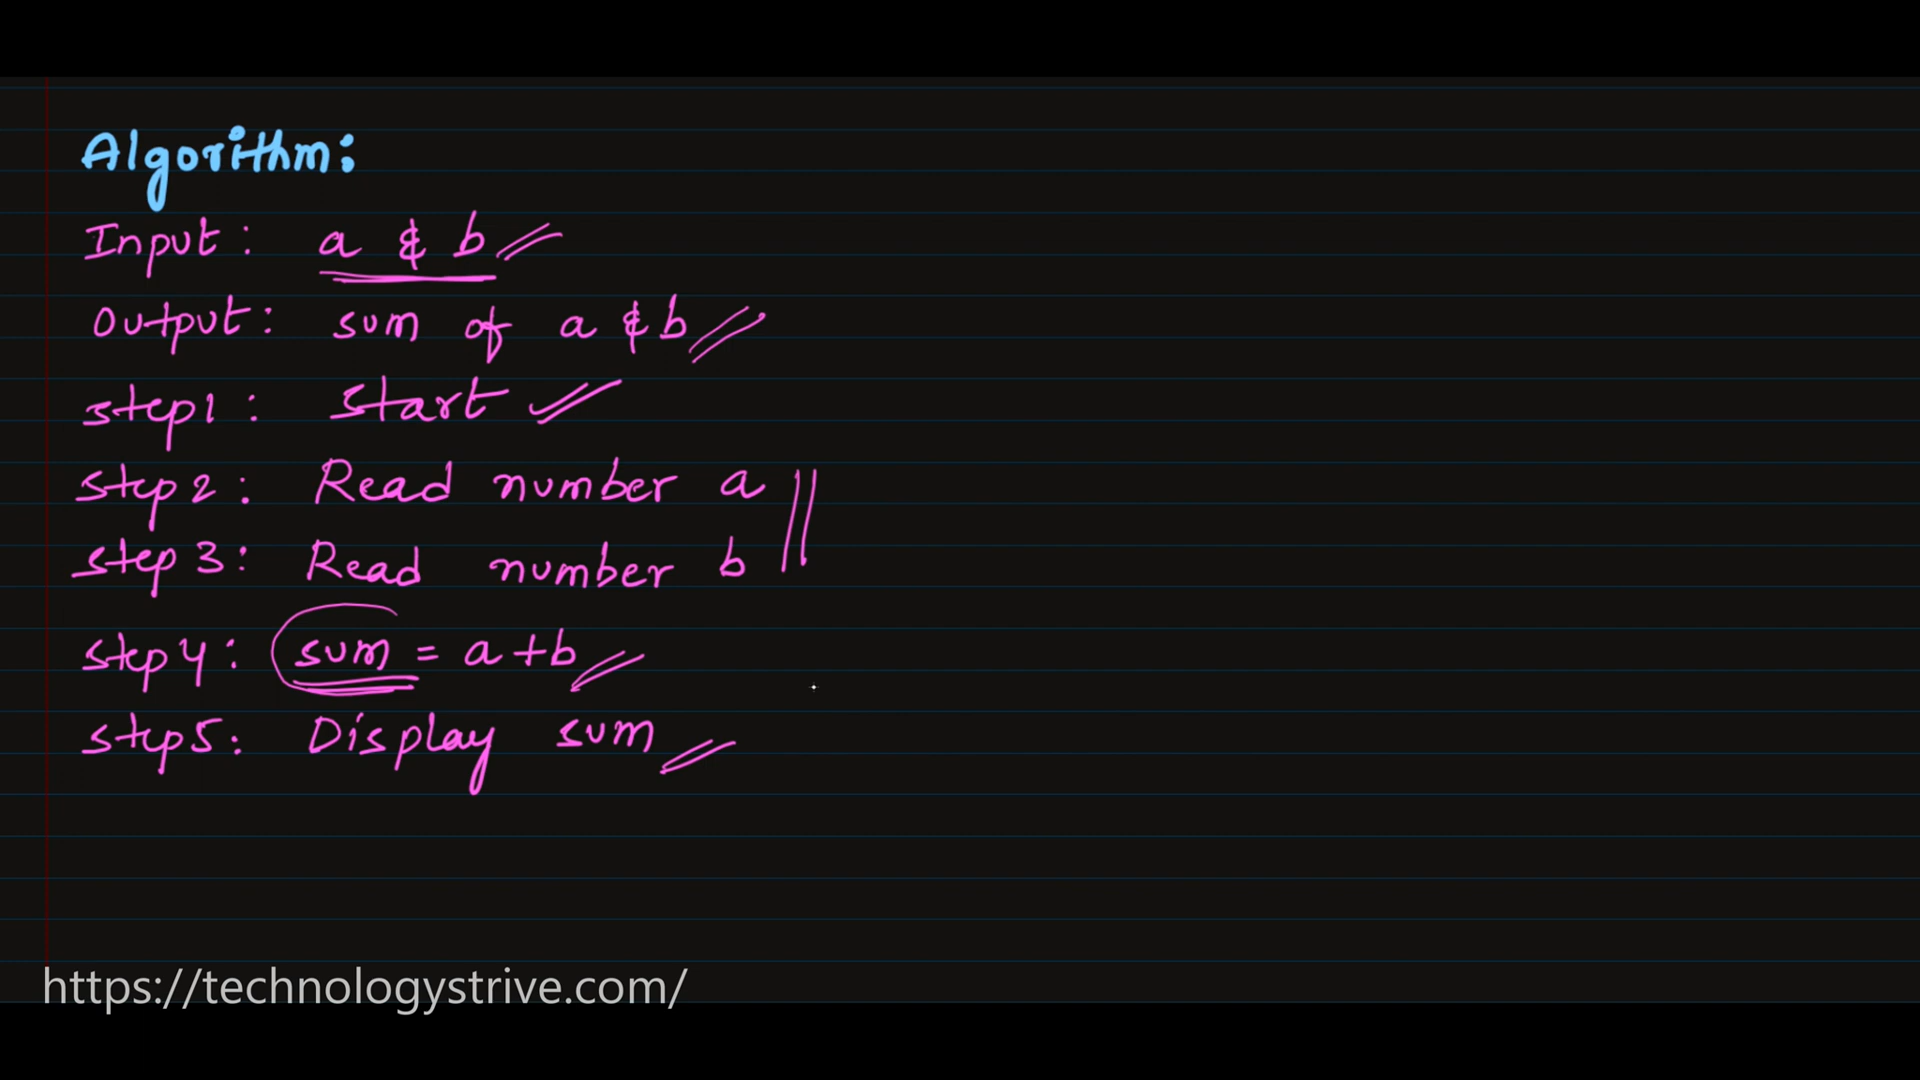 Algorithm:
Input: a & b
Output: sum of a & b
step1: start
step2: Read number a
step3: Read number b
step4: sum = a+b
step5: Display sum
https://technologystrive.com/